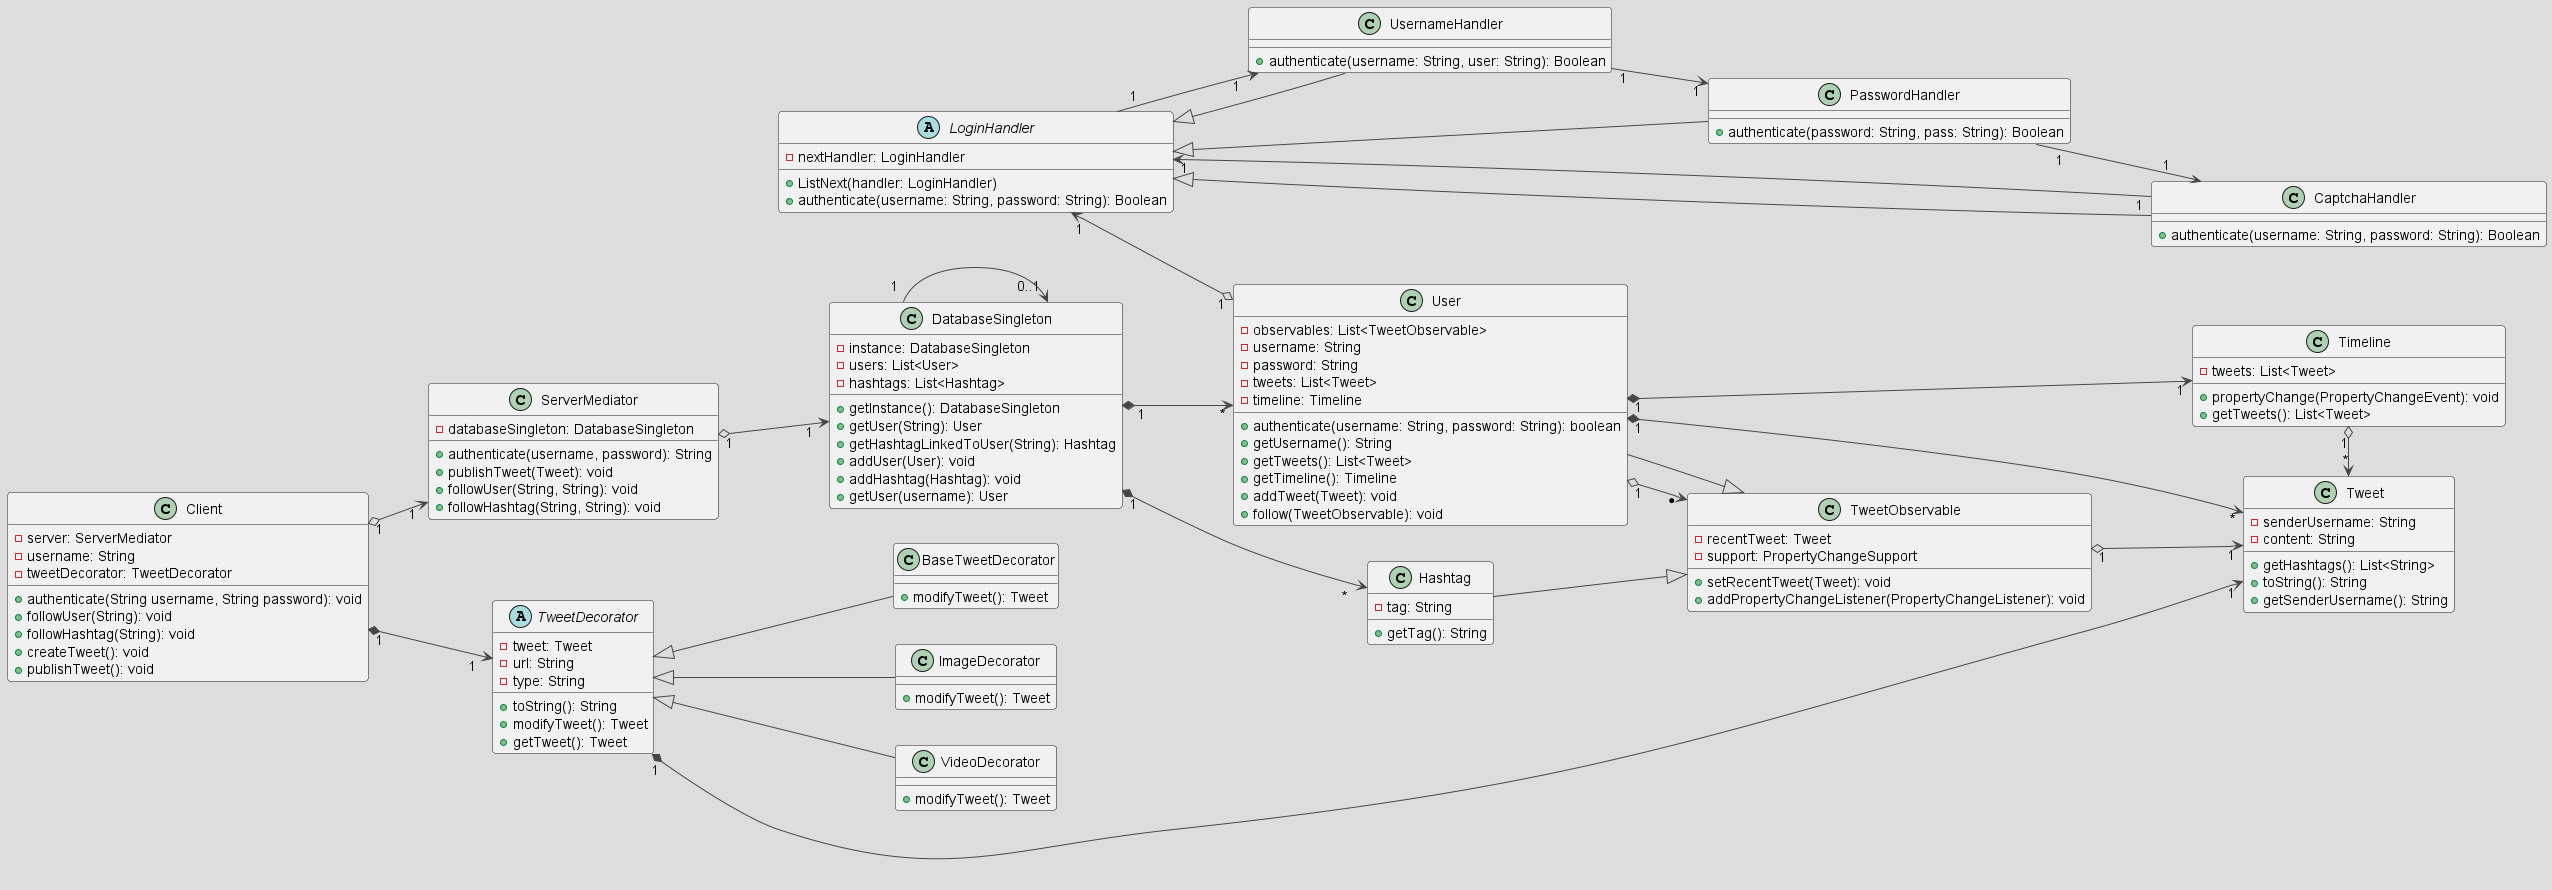 C UsernameHandler
authenticate(username: String, user: String): Boolean
C PasswordHandler
authenticate(password: String, pass: String): Boolean
A LoginHandler
nextHandler: LoginHandler
ListNext(handler: LoginHandler)
authenticate(username: String, password: String): Boolean
C CaptchaHandler
authenticate(username: String, password: String): Boolean
1
1
1
1
1
1
1
1
1
1
C DatabaseSingleton
instance: DatabaseSingleton
users: List<User>
hashtags: List<Hashtag>
getInstance(): DatabaseSingleton
getUser(String): User
getHashtagLinkedToUser(String): Hashtag
addUser(User): void
addHashtag(Hashtag): void
getUser(username): User
1
0..1
C User
observables: List<TweetObservable>
username: String
password: String
tweets: List<Tweet>
timeline: Timeline
authenticate(username: String, password: String): boolean
getUsername(): String
getTweets(): List<Tweet>
getTimeline(): Timeline
addTweet(Tweet): void
follow(TweetObservable): void
C Timeline
tweets: List<Tweet>
propertyChange(PropertyChangeEvent): void
getTweets(): List<Tweet>
C ServerMediator
databaseSingleton: DatabaseSingleton
authenticate(username, password): String
publishTweet(Tweet): void
followUser(String, String): void
followHashtag(String, String): void
1
1
1
*
1
1
1
*
1
*
1
*
C Client
server: ServerMediator
username: String
tweetDecorator: TweetDecorator
authenticate(String username, String password): void
followUser(String): void
followHashtag(String): void
createTweet(): void
publishTweet(): void
1
1
1
1
C Tweet
senderUsername: String
content: String
getHashtags(): List<String>
toString(): String
getSenderUsername(): String
C TweetObservable
recentTweet: Tweet
support: PropertyChangeSupport
setRecentTweet(Tweet): void
addPropertyChangeListener(PropertyChangeListener): void
1
1
C Hashtag
tag: String
getTag(): String
1
*
C BaseTweetDecorator
modifyTweet(): Tweet
A TweetDecorator
tweet: Tweet
url: String
type: String
toString(): String
modifyTweet(): Tweet
getTweet(): Tweet
C ImageDecorator
modifyTweet(): Tweet
C VideoDecorator
modifyTweet(): Tweet
1
1